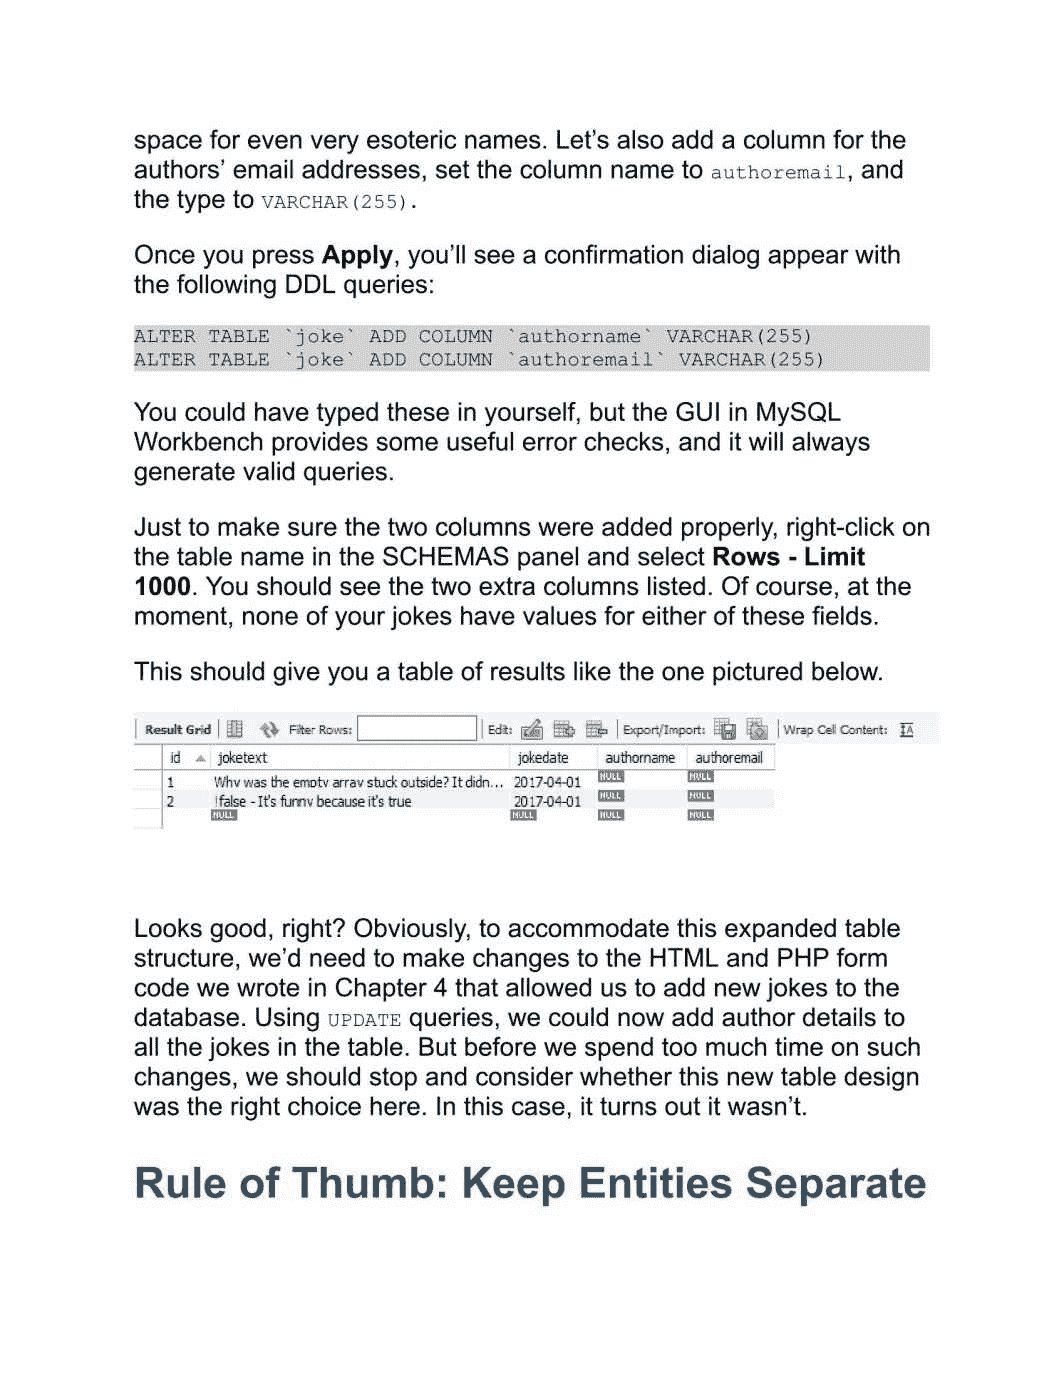 space for even very esoteric names. Let’s also add a column for the
authors’ email addresses, set the column name to authoremail, and
the type to VARCHAR(255).
Once you press Apply, you’ll see a confirmation dialog appear with
the following DDL queries:
ALTER TABLE `joke` ADD COLUMN `authorname` VARCHAR(255)
ALTER TABLE `joke` ADD COLUMN `authoremail` VARCHAR(255)
You could have typed these in yourself, but the GUI in MySQL
Workbench provides some useful error checks, and it will always
generate valid queries.
Just to make sure the two columns were added properly, right-click on
the table name in the SCHEMAS panel and select Rows - Limit
1000. You should see the two extra columns listed. Of course, at the
moment, none of your jokes have values for either of these fields.
This should give you a table of results like the one pictured below.
Result Grid Filter Rows: Edit: Export/Import: Wrap Cell Content: IA
id joketext jokedate authorname authoremail
1 Why was the empty array stuck outside? It didn... 2017-04-01 NULL NULL
2 !false - It's funny because it's true 2017-04-01 NULL NULL
NULL NULL NULL NULL
Looks good, right? Obviously, to accommodate this expanded table
structure, we’d need to make changes to the HTML and PHP form
code we wrote in Chapter 4 that allowed us to add new jokes to the
database. Using UPDATE queries, we could now add author details to
all the jokes in the table. But before we spend too much time on such
changes, we should stop and consider whether this new table design
was the right choice here. In this case, it turns out it wasn’t.
Rule of Thumb: Keep Entities Separate